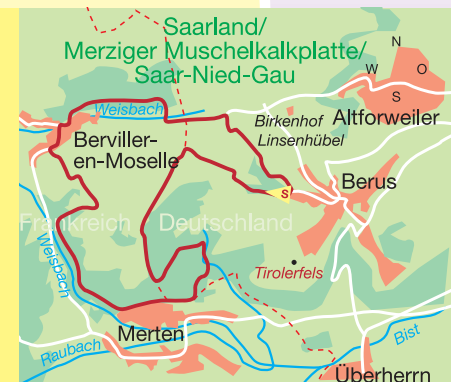 Saarland/
Merziger Muschelkalkplatte/
Saar-Nied-Gau
N
W O
S
Weisbach
Birkenhof
Linsenhübel
Altforweiler
Berviller-
en-Moselle
Berus
S
Frankreich Deutschland
Weisbach
Tirolerfels
Merten
Bist
Raubach
Überherrn